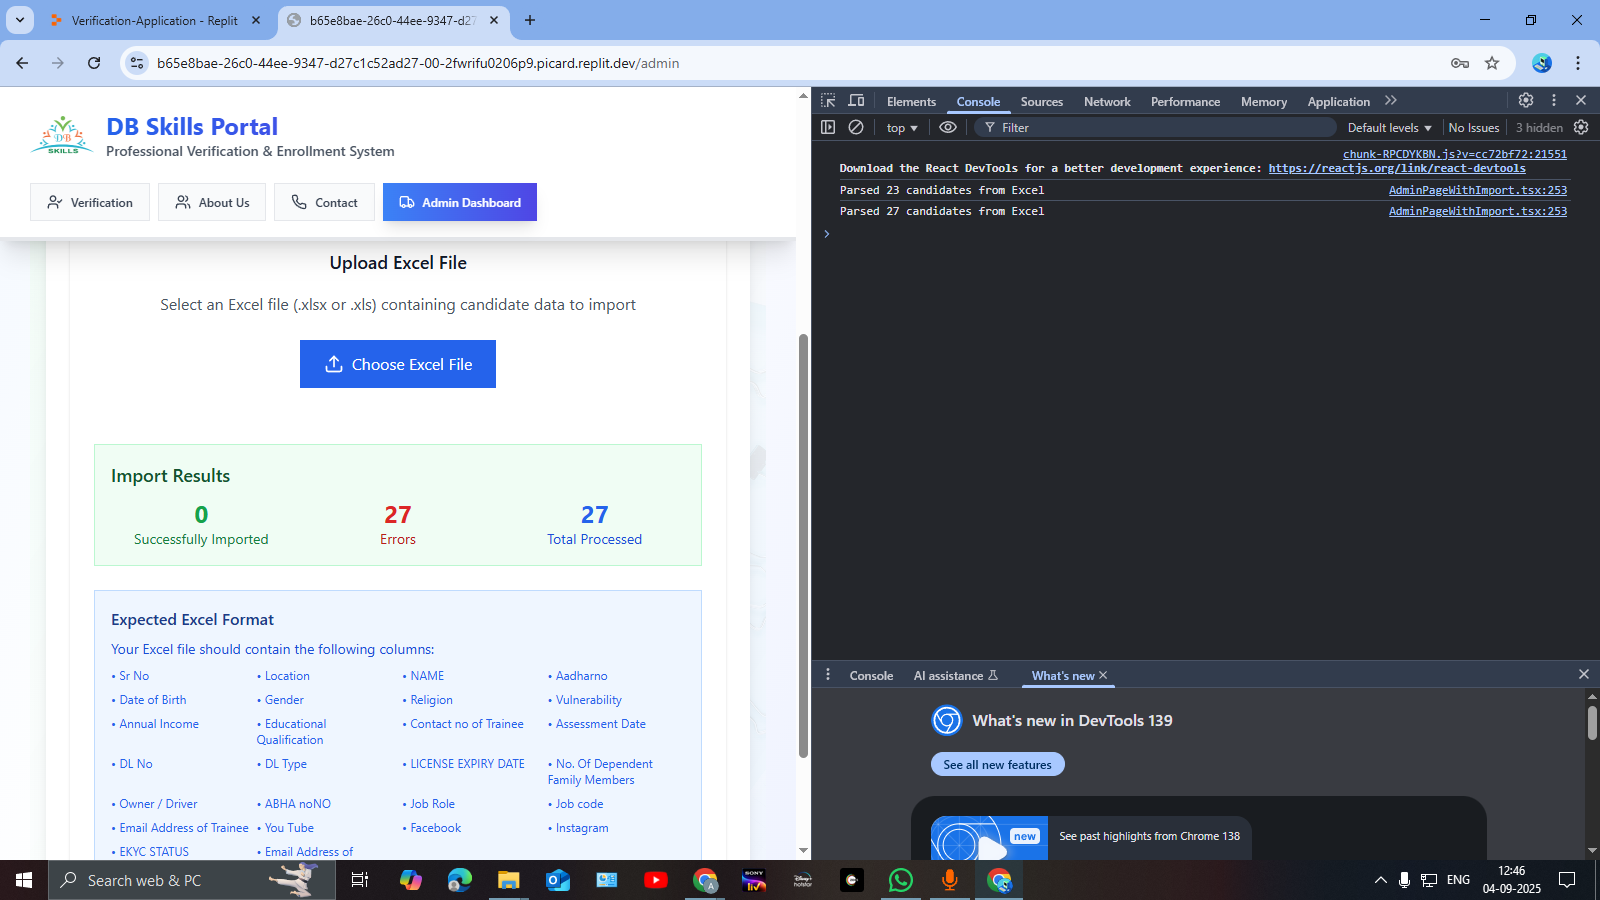 Verification-Application - Replit
b65e8bae-26c0-44ee-9347-d27
b65e8bae-26c0-44ee-9347-d27c1c52ad27-00-2fwrifu0206p9.picard.replit.dev/admin
DB
SKILLS
DB Skills Portal
Professional Verification & Enrollment System
Verification
About Us
Contact
Admin Dashboard
Upload Excel File
Select an Excel file (.xlsx or .xls) containing candidate data to import
Choose Excel File
Import Results
0 27 27
Successfully Imported Errors Total Processed
Expected Excel Format
Your Excel file should contain the following columns:
• Sr No • Location • NAME • Aadharno
• Date of Birth • Gender • Religion • Vulnerability
• Annual Income • Educational • Contact no of Trainee • Assessment Date
Qualification
• DL No • DL Type • LICENSE EXPIRY DATE • No. Of Dependent
Family Members
• Owner / Driver • ABHA noNO • Job Role • Job code
• Email Address of Trainee • You Tube • Facebook • Instagram
• EKYC STATUS • Email Address of
Elements Console Sources Network Performance Memory Application
top Filter Default levels No Issues 3 hidden
chunk-RPCDYKBN.js?v=cc72bf72:21551
Download the React DevTools for a better development experience: https://reactjs.org/link/react-devtools
Parsed 23 candidates from Excel AdminPageWithImport.tsx:253
Parsed 27 candidates from Excel AdminPageWithImport.tsx:253
Console AI assistance What's new
What's new in DevTools 139
See all new features
new
See past highlights from Chrome 138
Search web & PC
A
SONY
liv
hotstar
ENG
12:46
04-09-2025